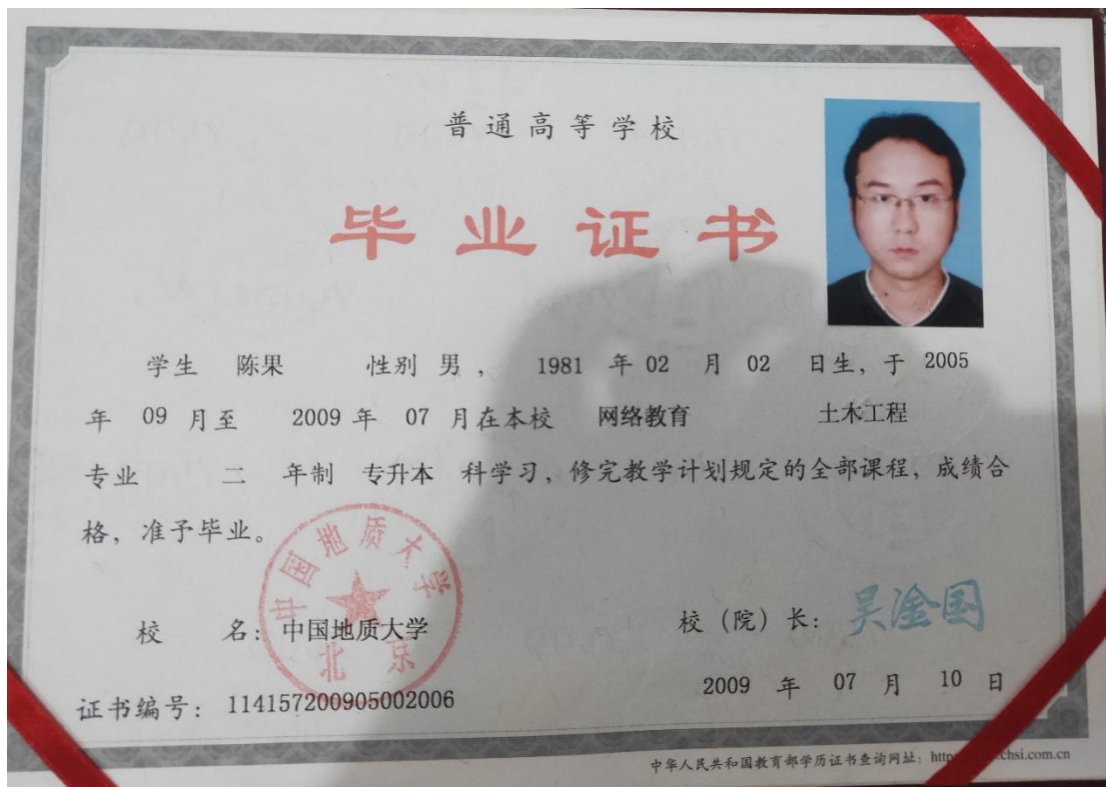 普通高等学校
毕业证书
学生 陈果 性别 男， 1981 年 02 月 02 日生，于 2005
年 09 月至 2009 年 07 月在本校 网络教育 土木工程
专业 二 年制 专升本 科学习，修完教学计划规定的全部课程，成绩合
格，准予毕业。
中国地质大学
北京
校 名：中国地质大学
校（院）长：吴淦国
证书编号：114157200905002006
2009 年 07 月 10 日
中华人民共和国教育部学历证书查询网址：http chsi.com.cn